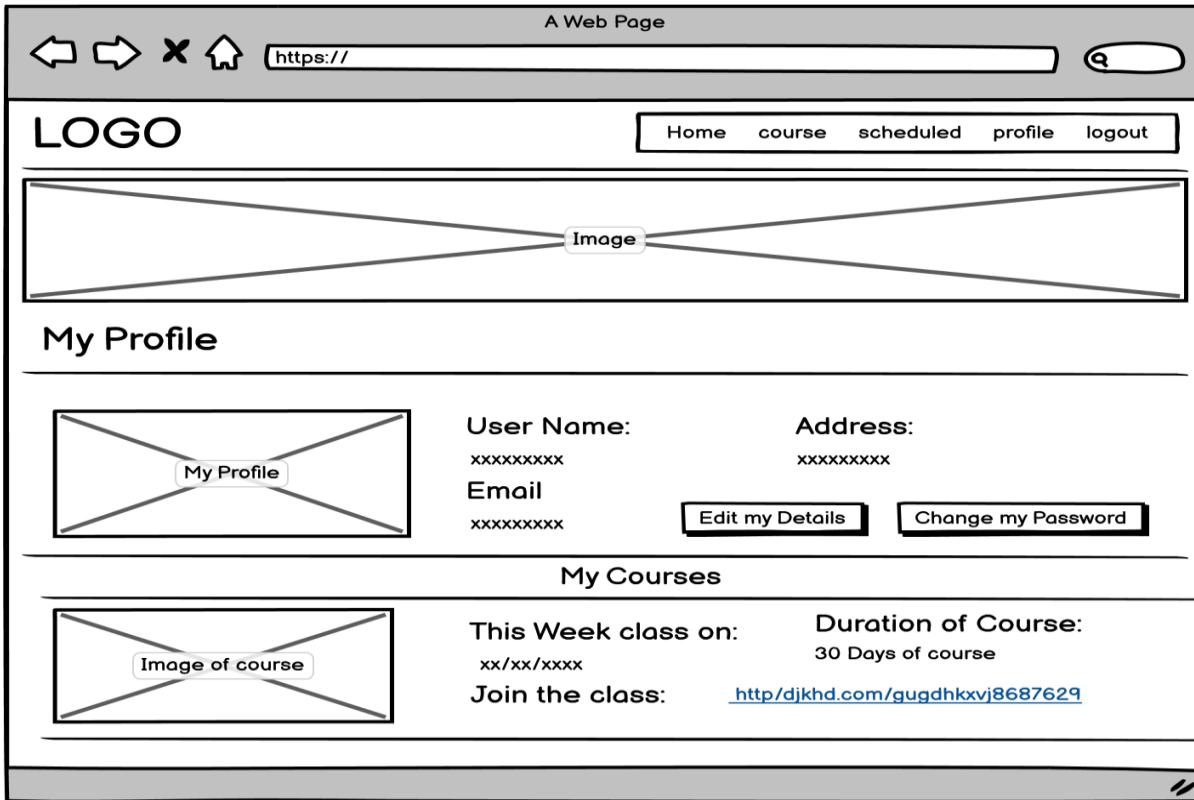 A Web Page
https://
LOGO
Home course scheduled profile logout
Image
My Profile
My Profile
User Name:
xxxxxxxxx
Address:
xxxxxxxxx
Email
xxxxxxxxx
Edit my Details
Change my Password
My Courses
Image of course
This Week class on:
xx/xx/xxxx
Duration of Course:
30 Days of course
Join the class: http/djkhd.com/gugdhkxvj8687629